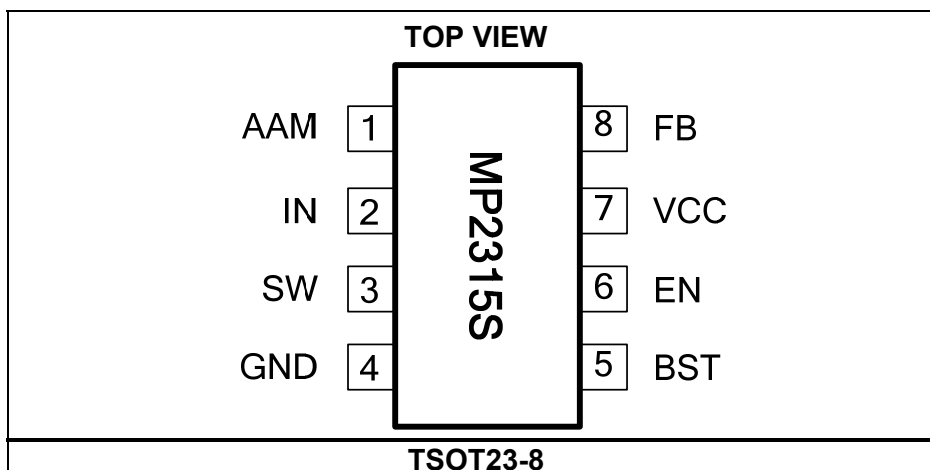 TOP VIEW
AAM 1 8 FB
IN 2 7 VCC
SW 3 6 EN
GND 4 5 BST
MP2315S
TSOT23-8